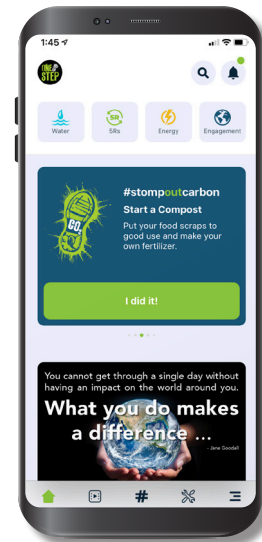 1:45
ONE
STEP
Water
SRs
Energy
Engagement
SR
#stompoutcarbon
Start a Compost
Put your food scraps to
good use and make your
own fertilizer.
GO2
I did it!
You cannot get through a single day without
having an impact on the world around you.
What you do makes
a difference ...
- Jane Goodall
#